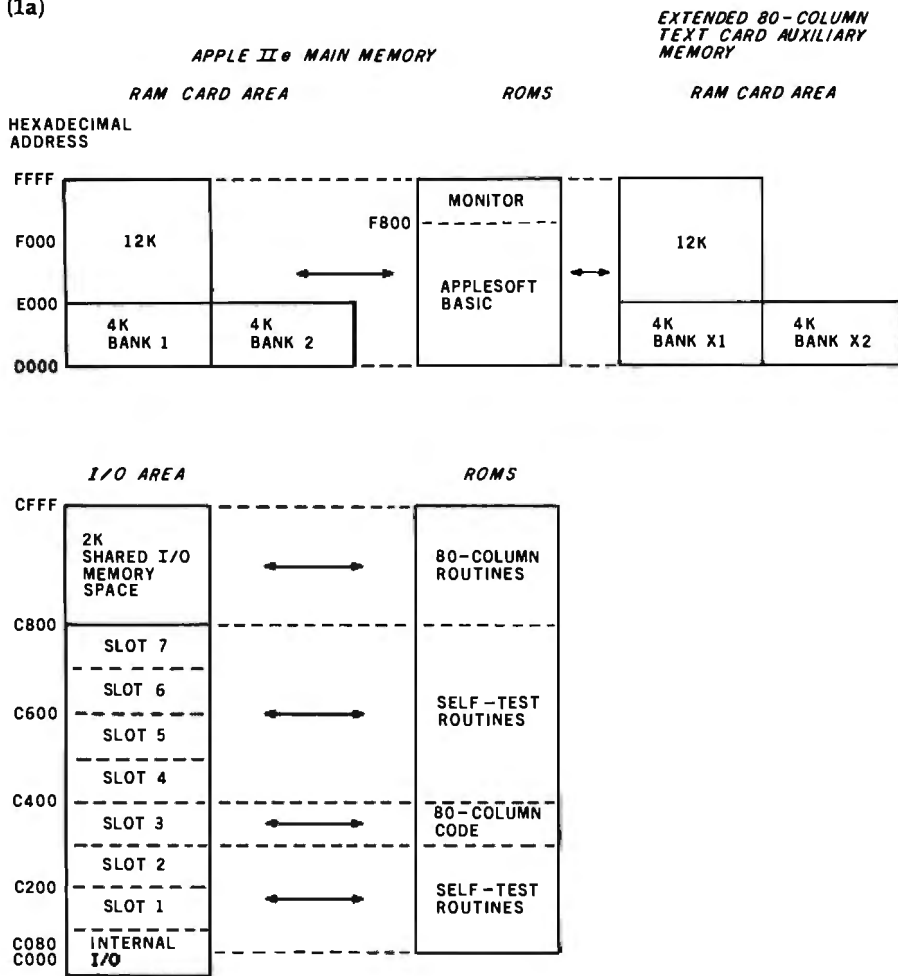 (1a)
EXTENDED 80-COLUMN
TEXT CARD AUXILIARY
MEMORY
APPLE IIe MAIN MEMORY
RAM CARD AREA
ROMS
RAM CARD AREA
HEXADECIMAL
ADDRESS
FFFF
MONITOR
F800
F000
12K
12K
APPLESOFT
BASIC
E000
4K
BANK 1
4K
BANK 2
4K
BANK X1
4K
BANK X2
D000
I/O AREA
ROMS
CFFF
2K
SHARED I/O
MEMORY
SPACE
80-COLUMN
ROUTINES
C800
SLOT 7
SLOT 6
C600
SELF-TEST
ROUTINES
SLOT 5
SLOT 4
C400
SLOT 3
80-COLUMN
CODE
SLOT 2
C200
SELF-TEST
ROUTINES
SLOT 1
C080
C000
INTERNAL
I/O